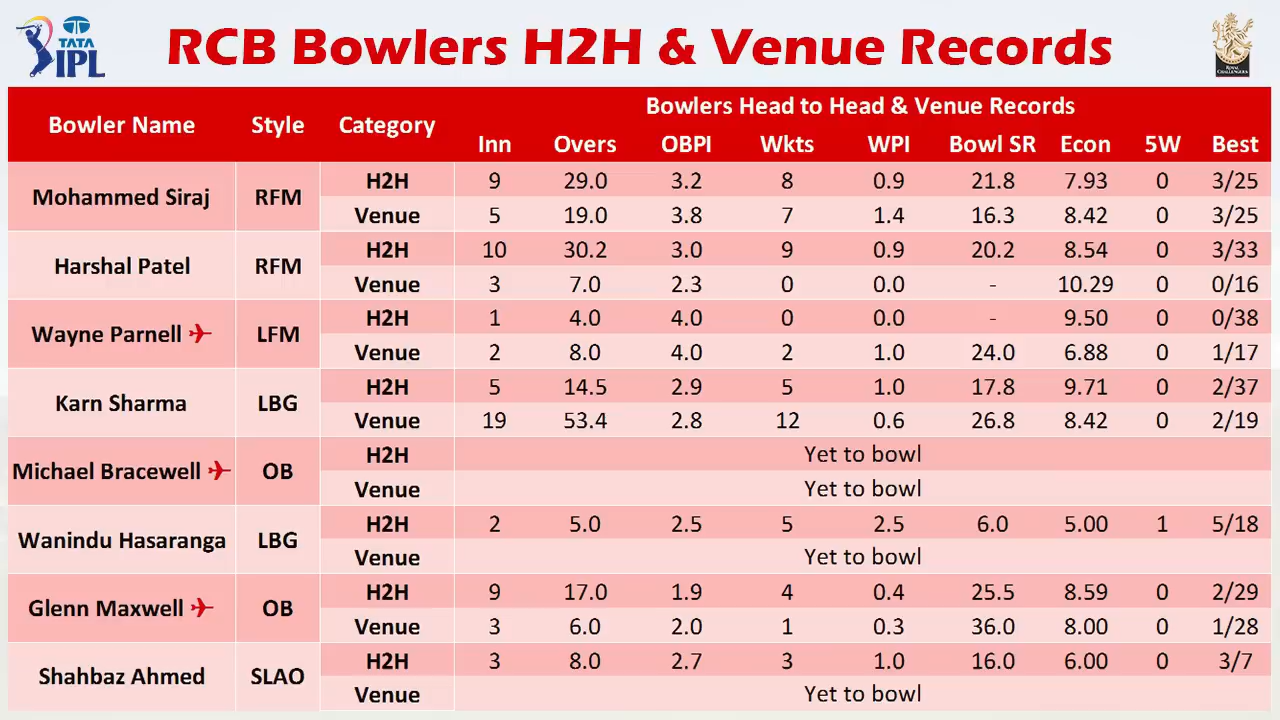 TATA
IPL
RCB Bowlers H2H & Venue Records
ROYAL
CHALLENGERS
Bowler Name Style Category Bowlers Head to Head & Venue Records
Inn Overs OBPI Wkts WPI Bowl SR Econ 5W Best
Mohammed Siraj RFM H2H 9 29.0 3.2 8 0.9 21.8 7.93 0 3/25
Venue 5 19.0 3.8 7 1.4 16.3 8.42 0 3/25
Harshal Patel RFM H2H 10 30.2 3.0 9 0.9 20.2 8.54 0 3/33
Venue 3 7.0 2.3 0 0.0 - 10.29 0 0/16
Wayne Parnell LFM H2H 1 4.0 4.0 0 0.0 - 9.50 0 0/38
Venue 2 8.0 4.0 2 1.0 24.0 6.88 0 1/17
Karn Sharma LBG H2H 5 14.5 2.9 5 1.0 17.8 9.71 0 2/37
Venue 19 53.4 2.8 12 0.6 26.8 8.42 0 2/19
Michael Bracewell OB H2H Yet to bowl
Venue Yet to bowl
Wanindu Hasaranga LBG H2H 2 5.0 2.5 5 2.5 6.0 5.00 1 5/18
Venue Yet to bowl
Glenn Maxwell OB H2H 9 17.0 1.9 4 0.4 25.5 8.59 0 2/29
Venue 3 6.0 2.0 1 0.3 36.0 8.00 0 1/28
Shahbaz Ahmed SLAO H2H 3 8.0 2.7 3 1.0 16.0 6.00 0 3/7
Venue Yet to bowl